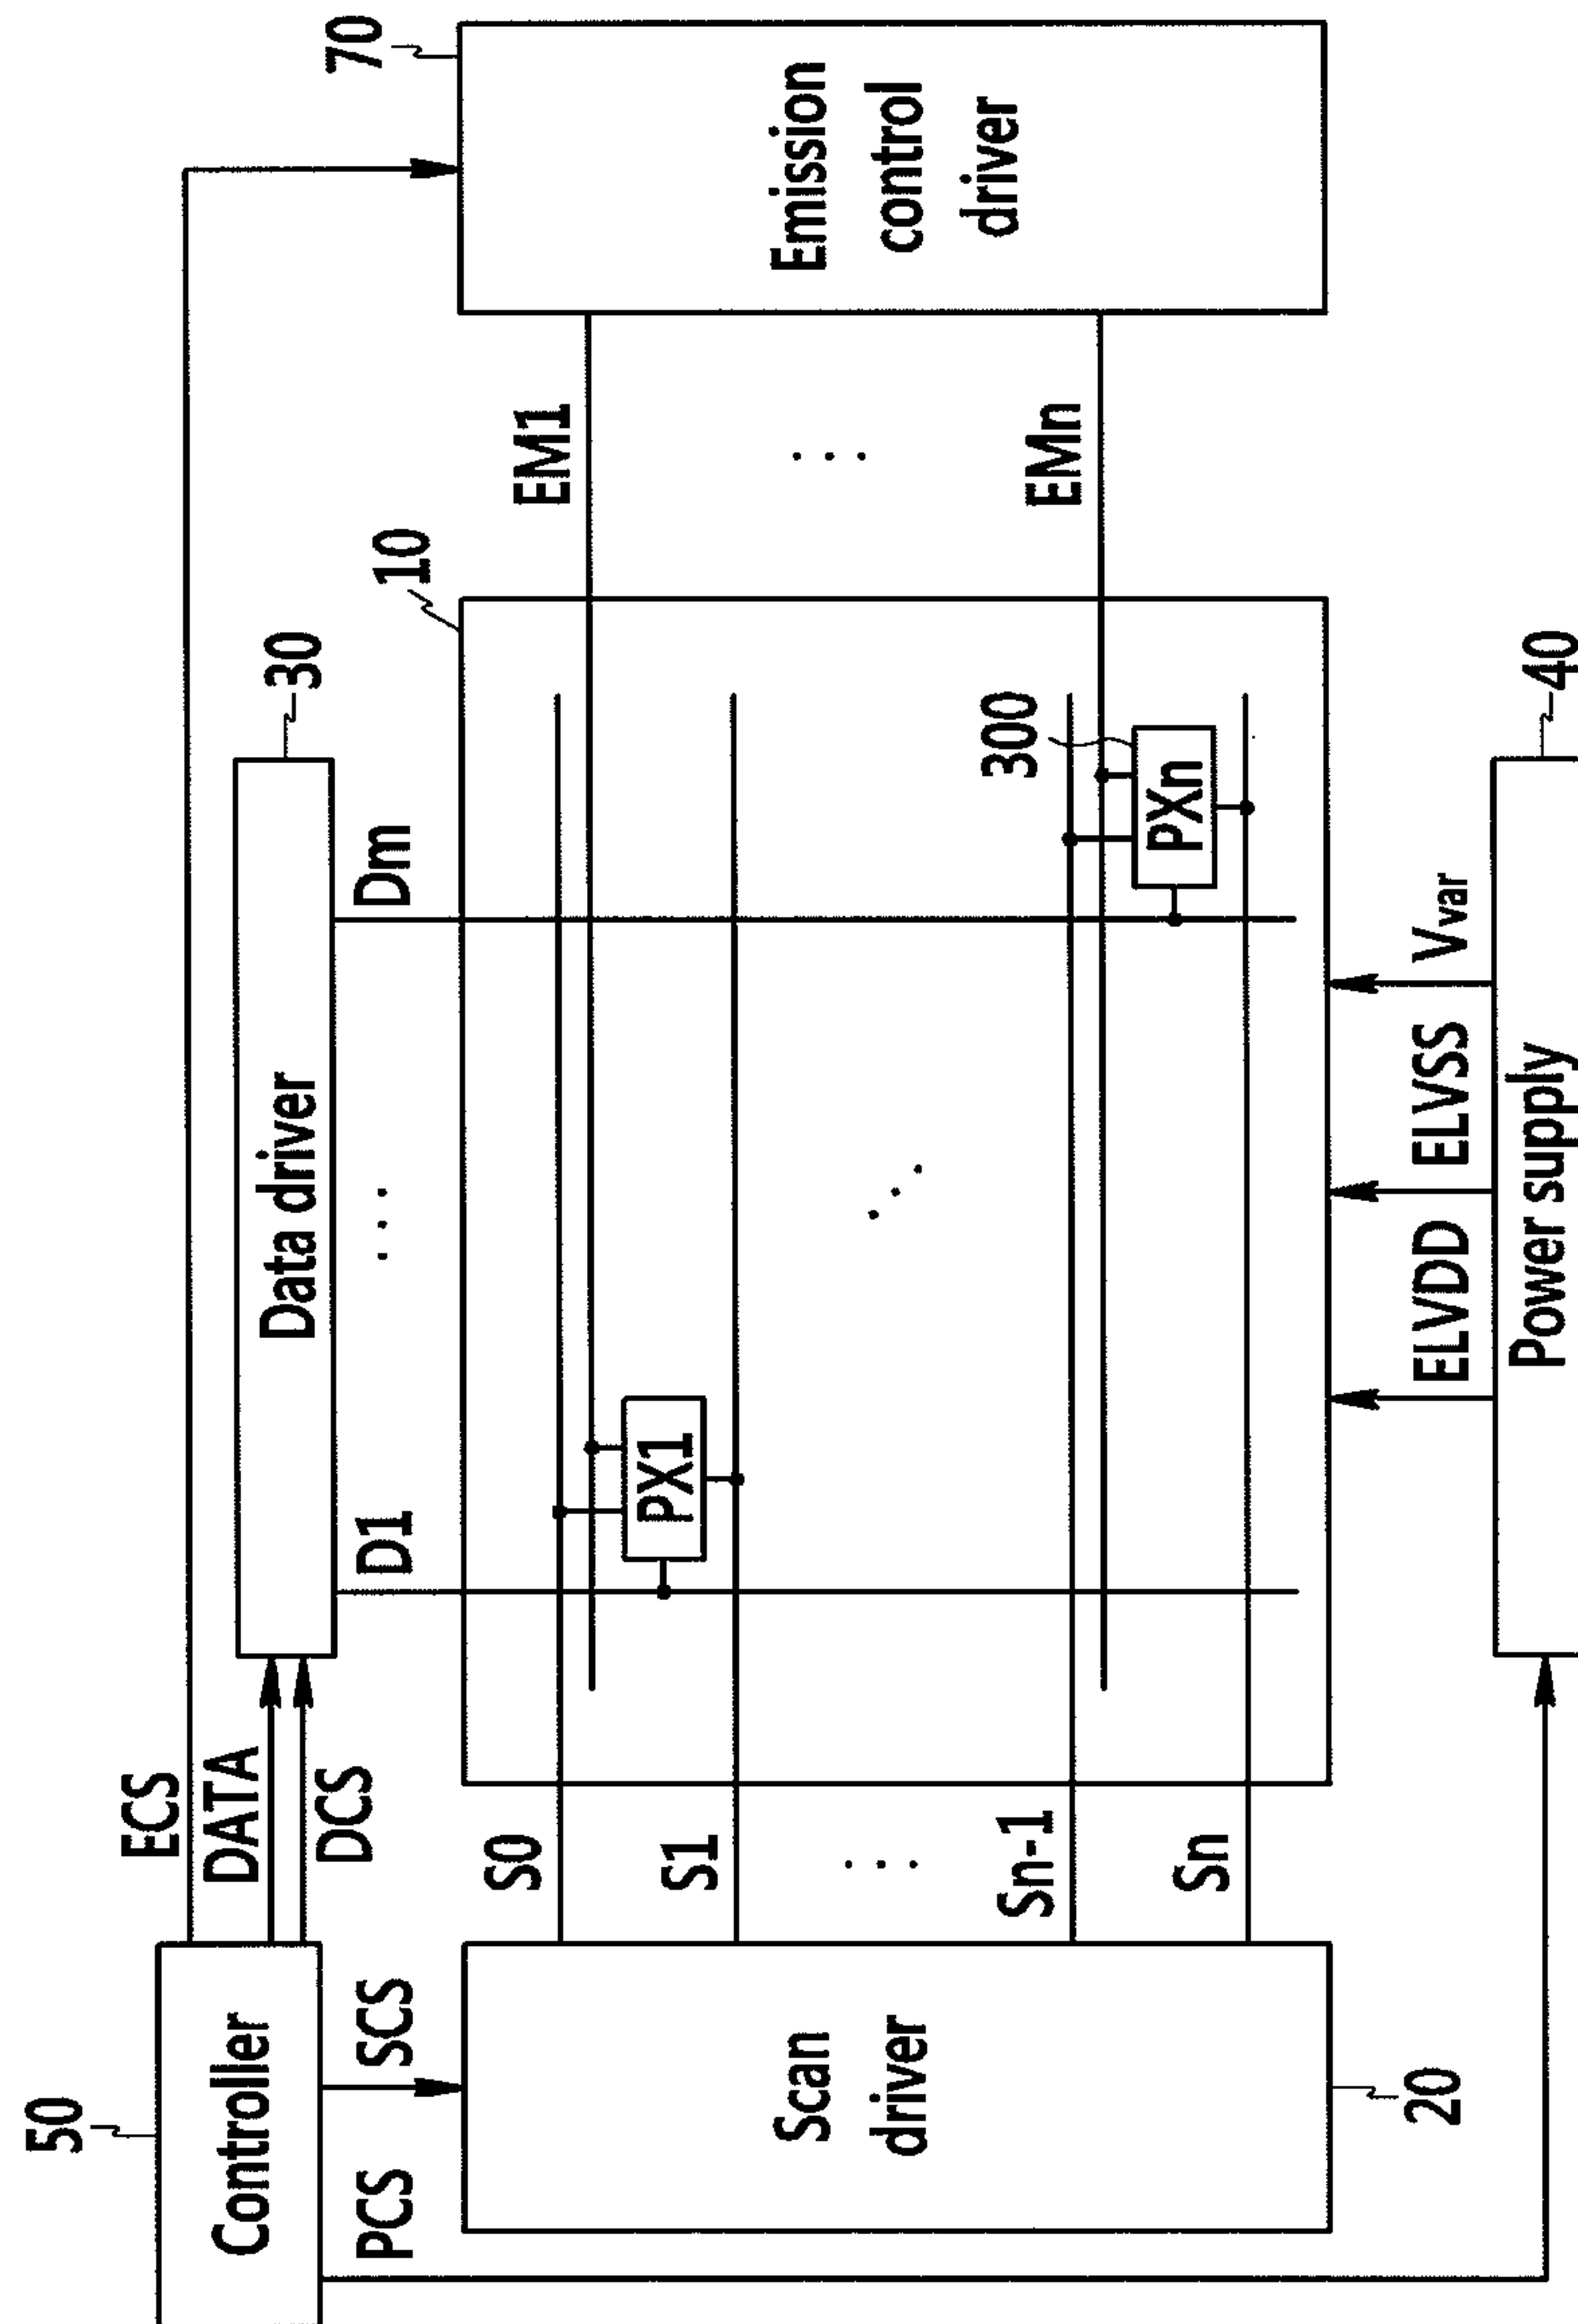 50
Controller
ECS
DATA
DCS
30
Data driver
70
PCS
SCS
D1
. . .
Dm
10
S0
S1
. . .
Sn-1
Sn
Scan
driver
20
PX1
. . .
300
PXn
EM1
. . .
EMn
Emission
control
driver
ELVDD
ELVSS
Vvar
Power supply
40